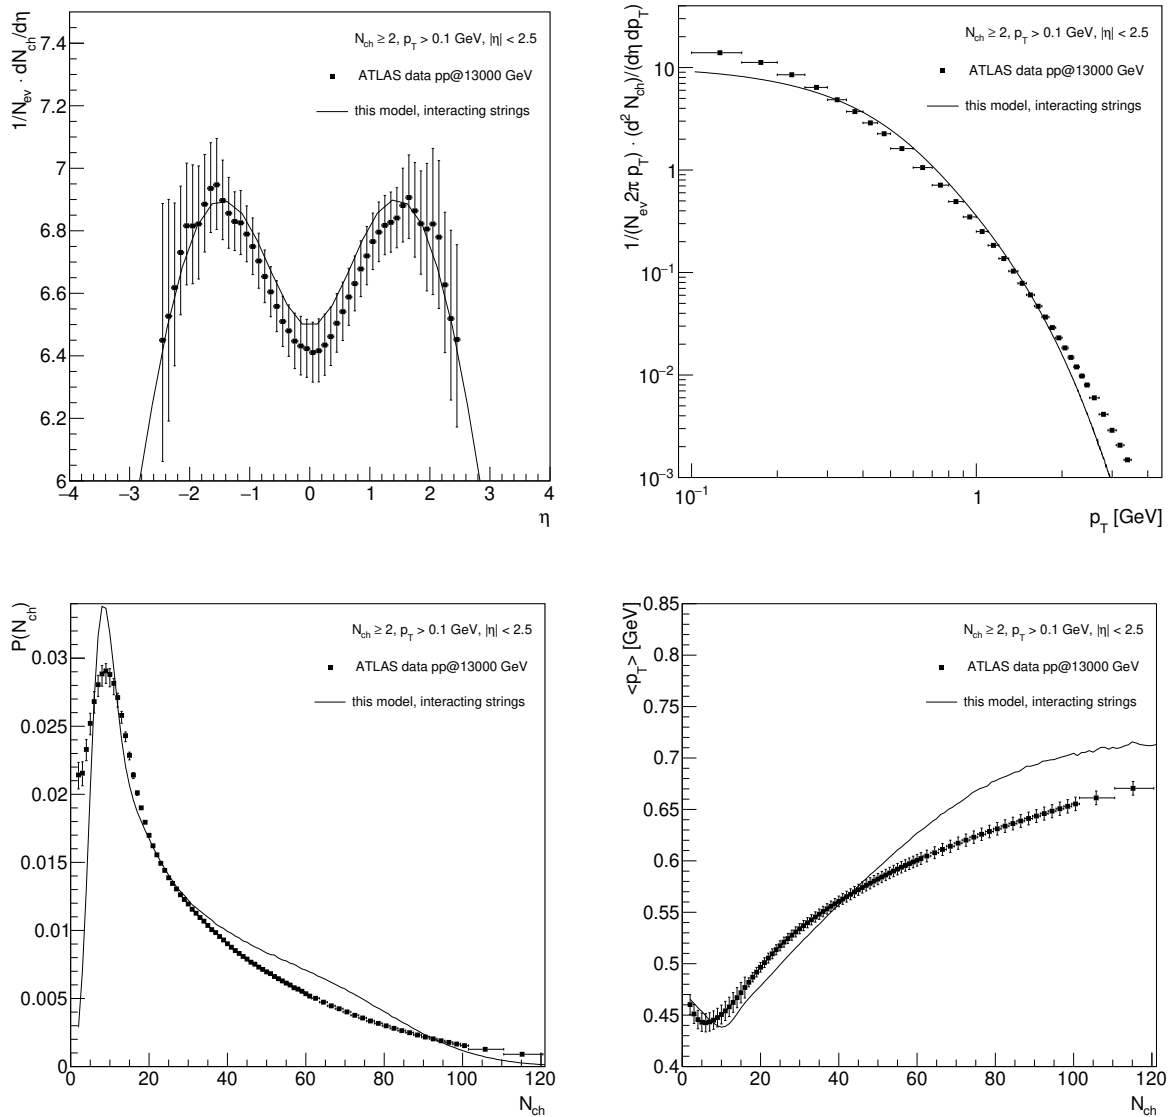 1/N_ev · dN_ch/dη
7.4
7.2
7
6.8
6.6
6.4
6.2
6
−4 −3 −2 −1 0 1 2 3 4
η
N_ch ≥ 2, p_T > 0.1 GeV, |η| < 2.5
ATLAS data pp@13000 GeV
this model, interacting strings
1/(N_ev 2π p_T) · (d² N_ch)/(dη dp_T)
10
1
10⁻¹
10⁻²
10⁻³
10⁻¹ 1
p_T [GeV]
N_ch ≥ 2, p_T > 0.1 GeV, |η| < 2.5
ATLAS data pp@13000 GeV
this model, interacting strings
P(N_ch)
0.03
0.025
0.02
0.015
0.01
0.005
0
0 20 40 60 80 100 120
N_ch
N_ch ≥ 2, p_T > 0.1 GeV, |η| < 2.5
ATLAS data pp@13000 GeV
this model, interacting strings
<p_T> [GeV]
0.85
0.8
0.75
0.7
0.65
0.6
0.55
0.5
0.45
0.4
0 20 40 60 80 100 120
N_ch
N_ch ≥ 2, p_T > 0.1 GeV, |η| < 2.5
ATLAS data pp@13000 GeV
this model, interacting strings